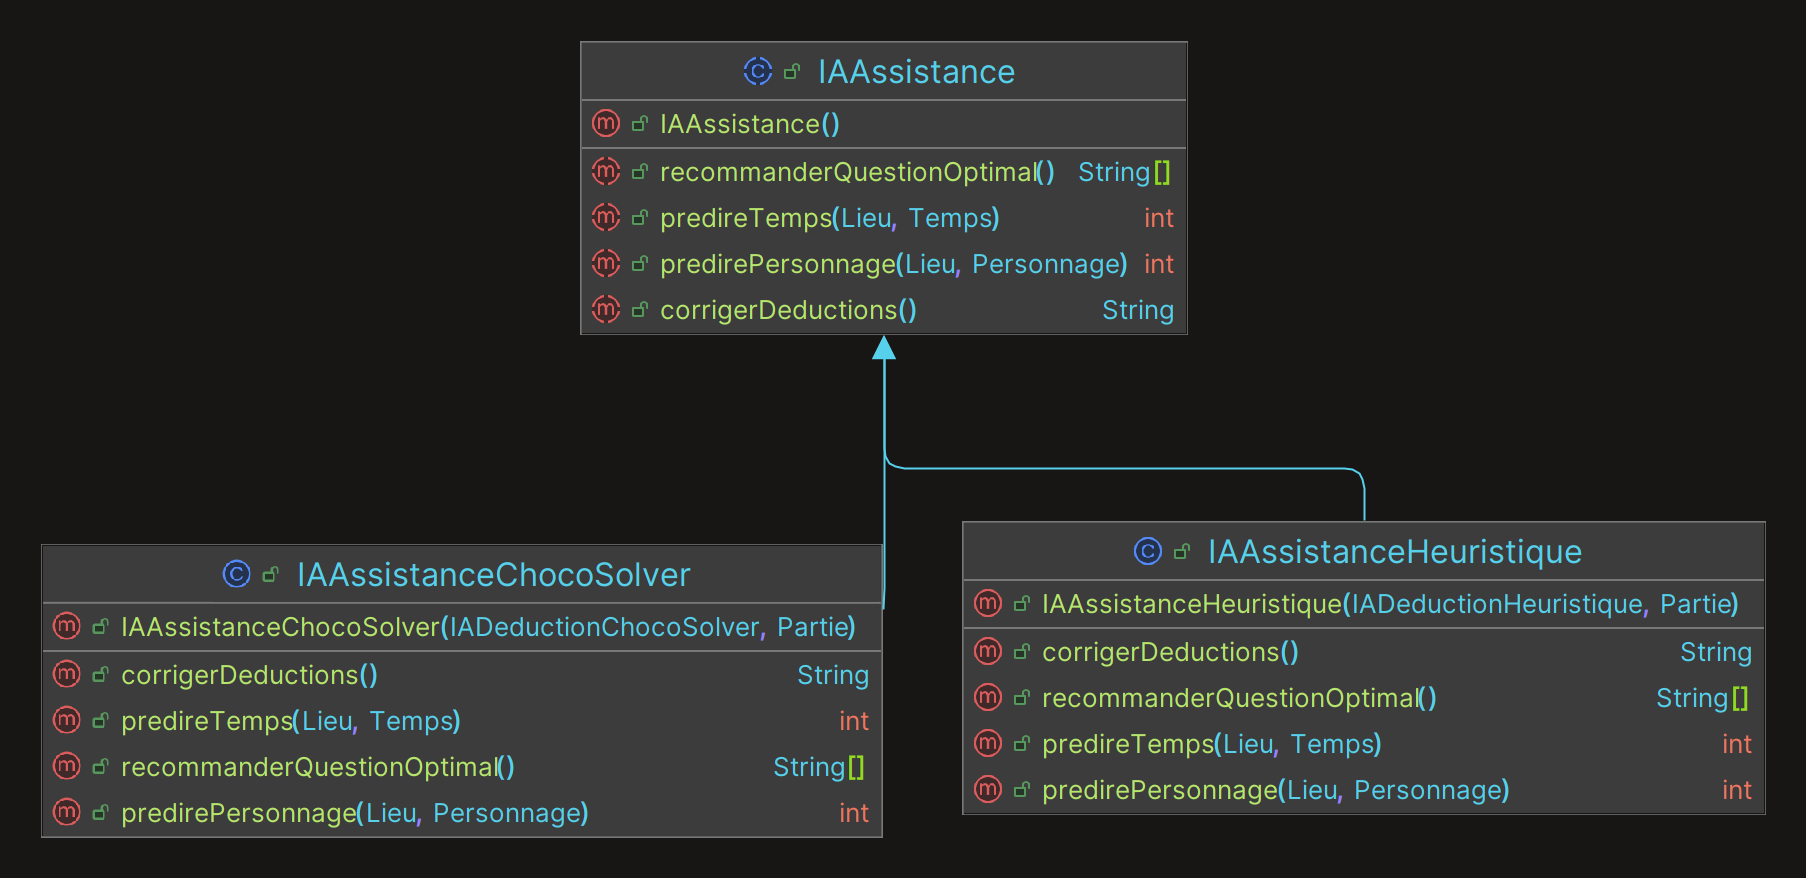 IAAssistance
IAAssistance()
recommanderQuestionOptimal() String[]
predireTemps(Lieu, Temps) int
predirePersonnage(Lieu, Personnage) int
corrigerDeductions() String
IAAssistanceChocoSolver
IAAssistanceChocoSolver(IADeductionChocoSolver, Partie)
corrigerDeductions() String
predireTemps(Lieu, Temps) int
recommanderQuestionOptimal() String[]
predirePersonnage(Lieu, Personnage) int
IAAssistanceHeuristique
IAAssistanceHeuristique(IADeductionHeuristique, Partie)
corrigerDeductions() String
recommanderQuestionOptimal() String[]
predireTemps(Lieu, Temps) int
predirePersonnage(Lieu, Personnage) int